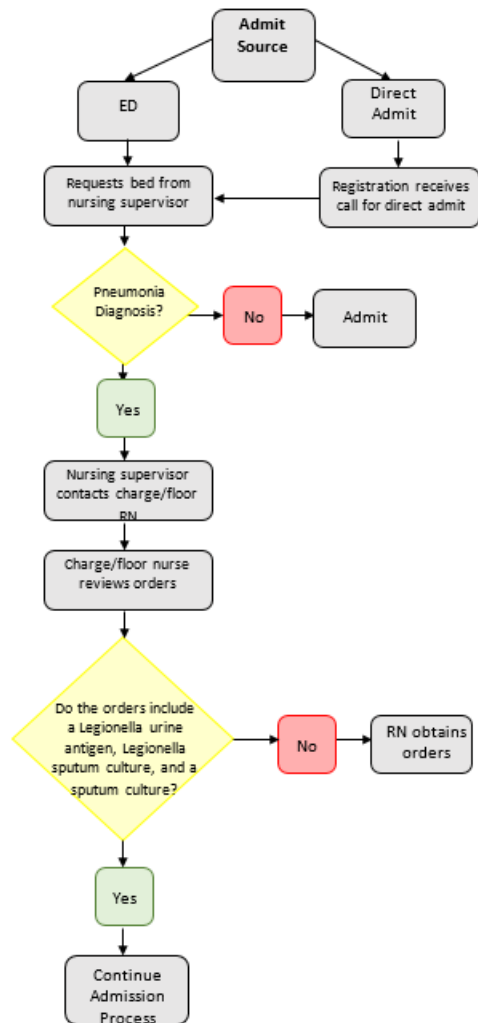 Admit
Source
ED
Direct
Admit
Requests bed from
nursing supervisor
Registration receives
call for direct admit
Pneumonia
Diagnosis?
No
Admit
Yes
Nursing supervisor
contacts charge/floor
RN
Charge/floor nurse
reviews orders
Do the orders include
a Legionella urine
antigen, Legionella
sputum culture, and a
sputum culture?
No
RN obtains
orders
Yes
Continue
Admission
Process